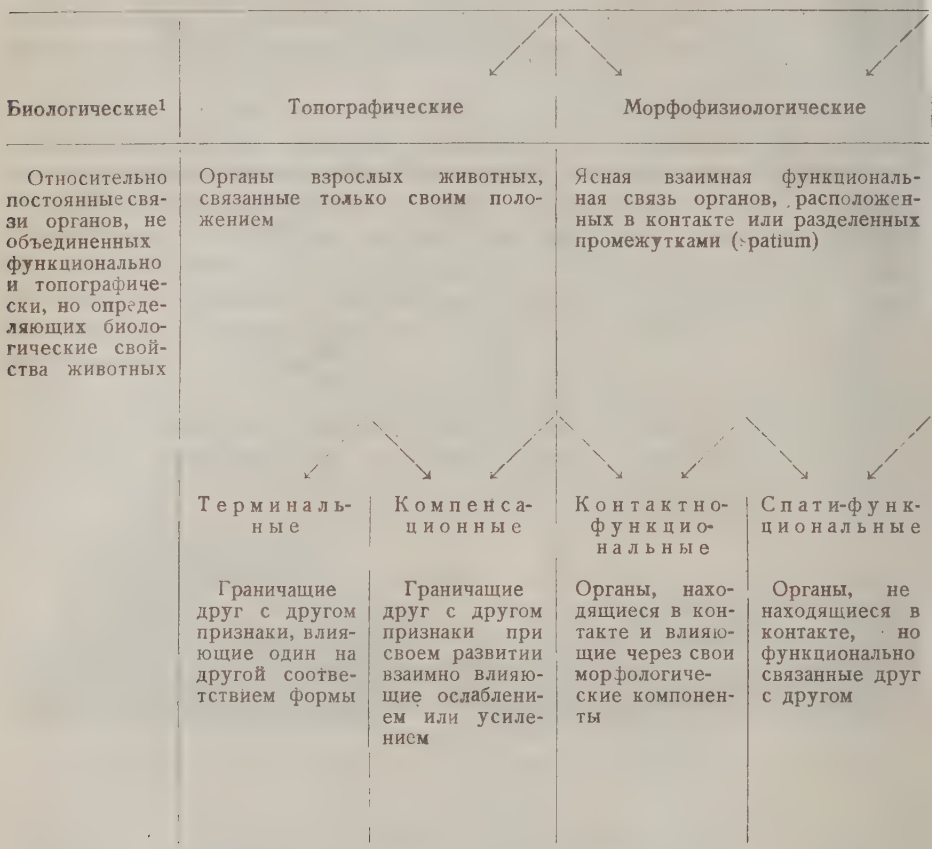 Биологические¹
Топографические
Морфофизиологические
Относительно
постоянные свя-
зи органов, не
объединенных
функционально
и топографиче-
ски, но опреде-
ляющих биоло-
гические свой-
ства животных
Органы взрослых животных,
связанные только своим поло-
жением
Ясная взаимная функциональ-
ная связь органов, расположен-
ных в контакте или разделенных
промежутками (spatium)
Терминаль-
ные
Компенса-
ционные
Контактно-
функцио-
нальные
Спати-функ-
циональные
Граничащие
друг с другом
признаки, влия-
ющие один на
другой соотве-
тствием формы
Граничащие
друг с другом
признаки при
своем развитии
взаимно влияю-
щие ослаблени-
ем или усиле-
нием
Органы, нахо-
дящиеся в кон-
такте и влияю-
щие через свои
морфологиче-
ские компонен-
ты
Органы, не
находящиеся в
контакте, но
функционально
связанные друг
с другом